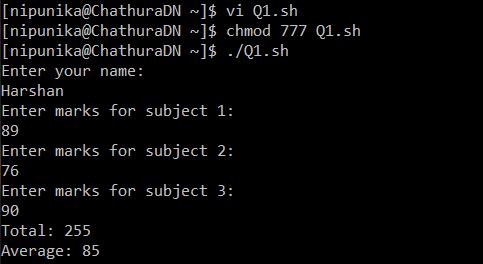 [nipunika@ChathuraDN ~]$ vi Q1.sh
[nipunika@ChathuraDN ~]$ chmod 777 Q1.sh
[nipunika@ChathuraDN ~]$ ./Q1.sh
Enter your name:
Harshan
Enter marks for subject 1:
89
Enter marks for subject 2:
76
Enter marks for subject 3:
90
Total: 255
Average: 85